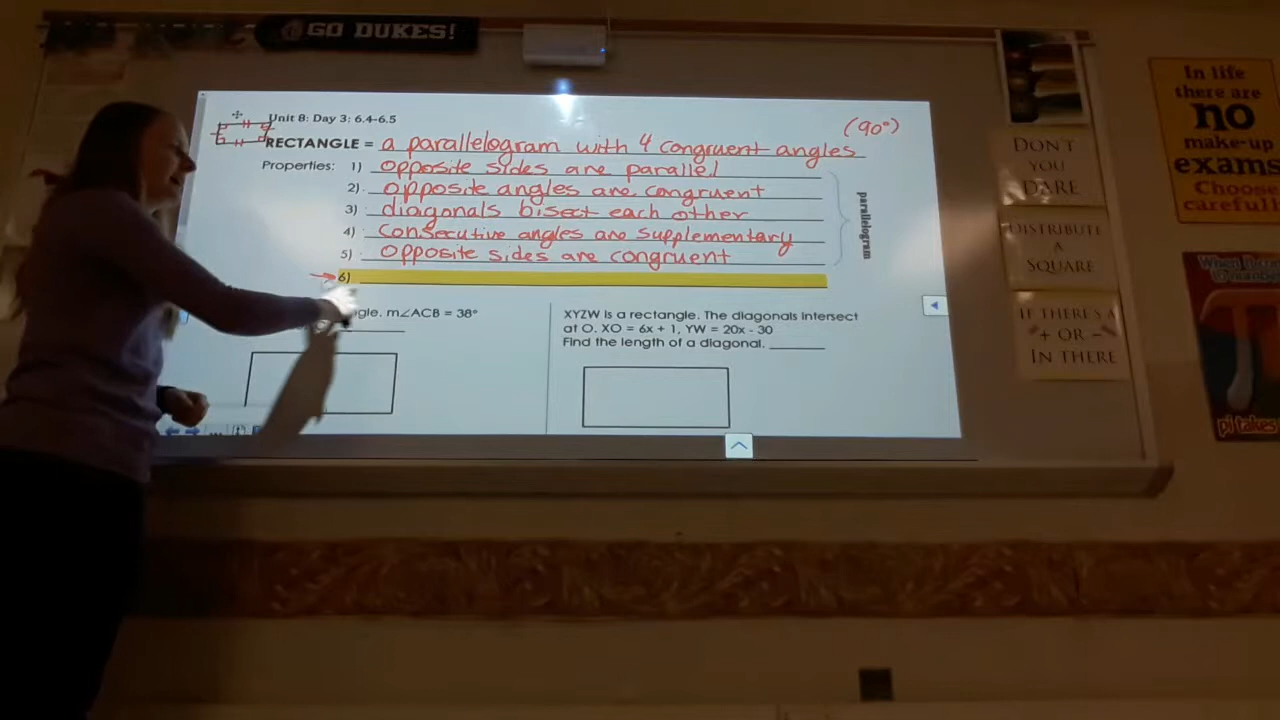 GO DUKES!
Unit 8: Day 3: 6.4-6.5
(90°)
RECTANGLE = a parallelogram with 4 congruent angles
Properties: 1) opposite sides are parallel
2) opposite angles are congruent
3) diagonals bisect each other
4) consecutive angles are supplementary
5) opposite sides are congruent
parallelogram
6)
m∠ACB = 38°
XYZW is a rectangle. The diagonals intersect
at O. XO = 6x + 1, YW = 20x - 30
Find the length of a diagonal.
DON'T
YOU
DARE
DISTRIBUTE
A
SQUARE
IF THERE'S A
+ OR -
IN THERE
In life
there are
no
make-up
exams
Choose
carefully
pi takes